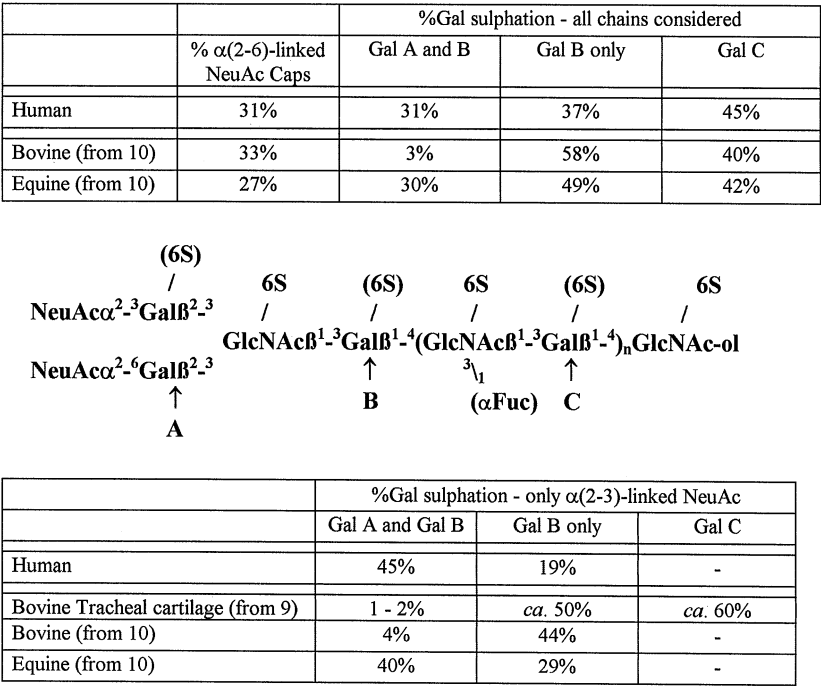 %Gal sulphation - all chains considered
% α(2-6)-linked NeuAc Caps Gal A and B Gal B only Gal C
Human 31% 31% 37% 45%
Bovine (from 10) 33% 3% 58% 40%
Equine (from 10) 27% 30% 49% 42%
(6S)
/
6S (6S) 6S (6S) 6S
/ / / / /
NeuAcα²-³Galß²-³
GlcNAcß¹-³Galß¹-⁴(GlcNAcß¹-³Galß¹-⁴)ₙGlcNAc-ol
NeuAcα²-⁶Galß²-³
↑ ↑ ³\₁ ↑
A B (αFuc) C
%Gal sulphation - only α(2-3)-linked NeuAc
Gal A and Gal B Gal B only Gal C
Human 45% 19% -
Bovine Tracheal cartilage (from 9) 1 - 2% ca. 50% ca. 60%
Bovine (from 10) 4% 44% -
Equine (from 10) 40% 29% -